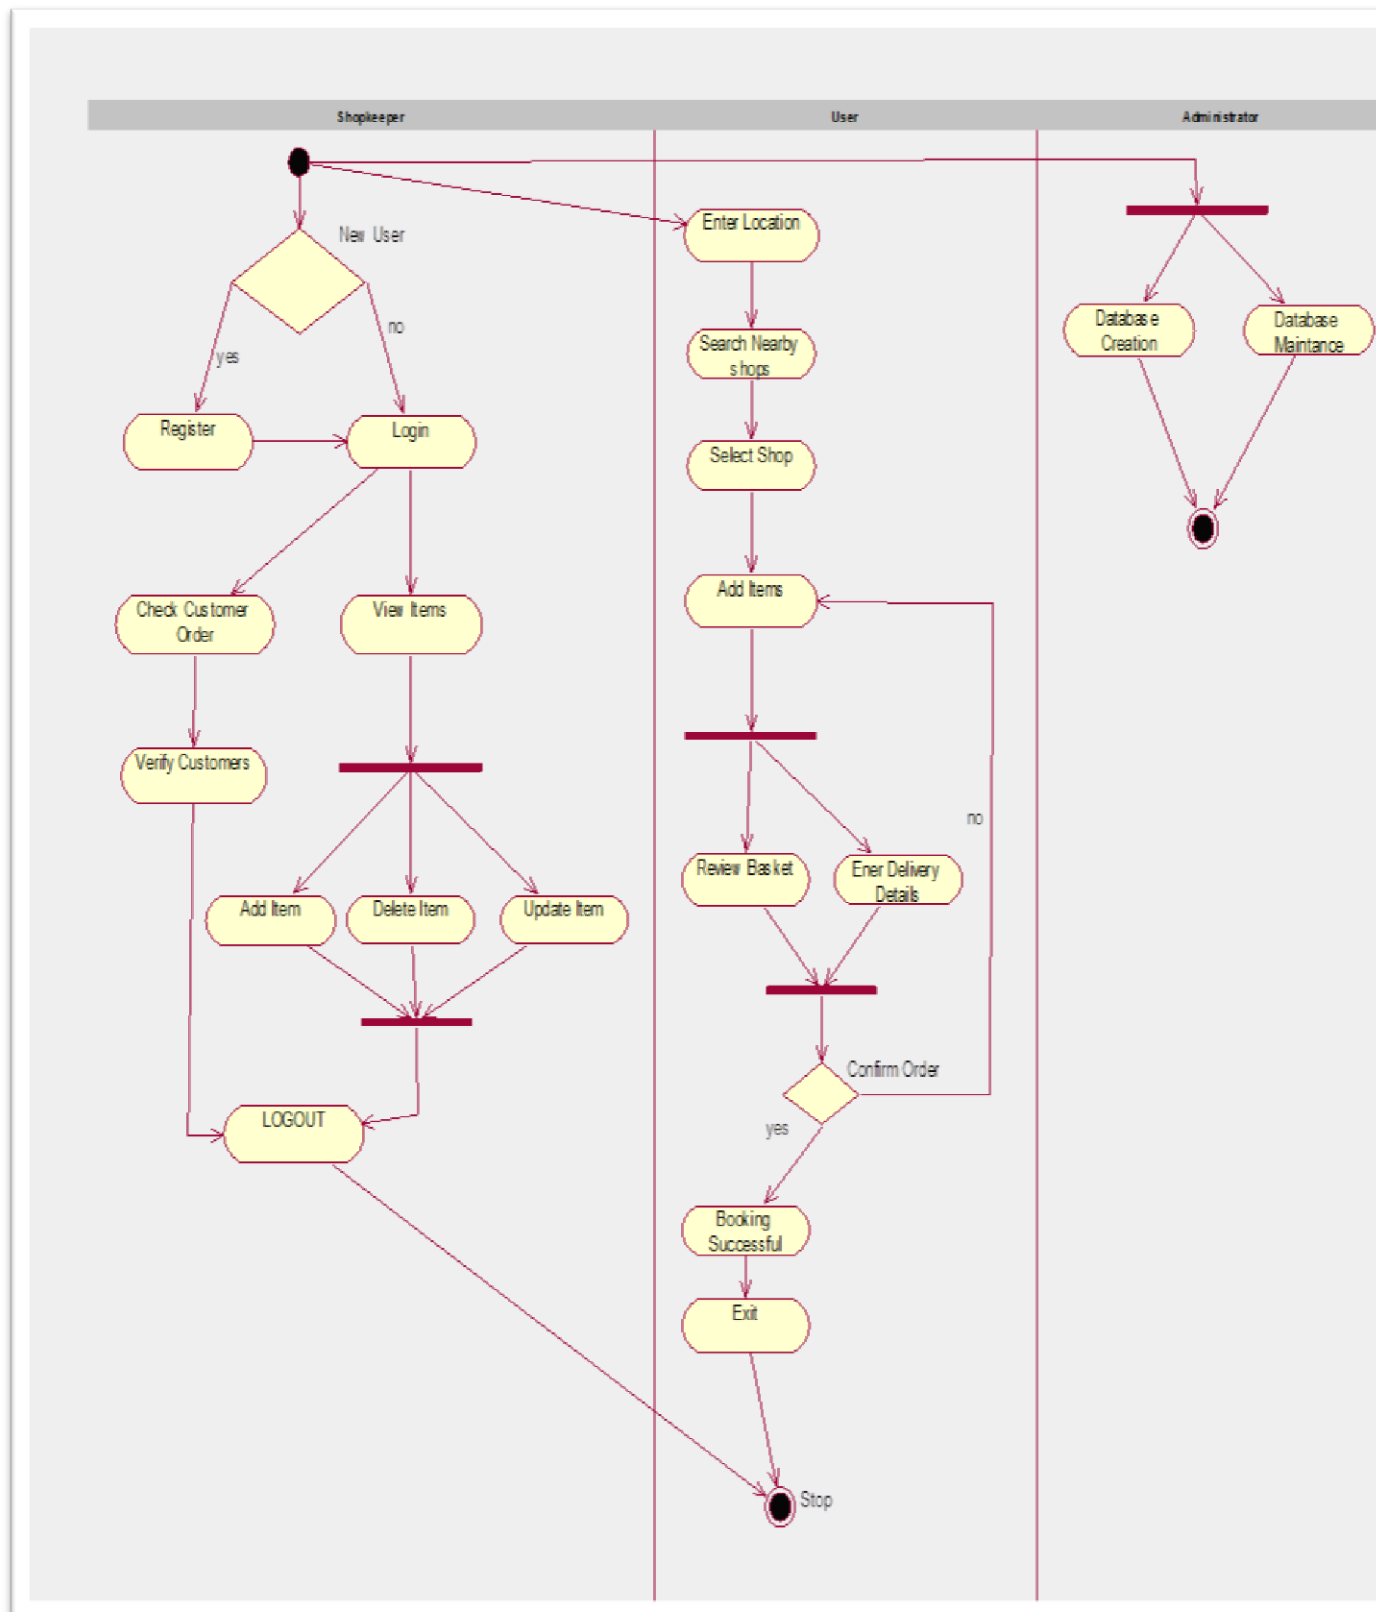 Shopkeeper
User
Administrator
New User
yes
no
Register
Login
Check Customer
Order
View Items
Verify Customers
Add Item
Delete Item
Update Item
LOGOUT
Enter Location
Search Nearby
shops
Select Shop
Add Items
Review Basket
Ener Delivery
Details
no
Confirm Order
yes
Booking
Successful
Exit
Stop
Database
Creation
Database
Maintance